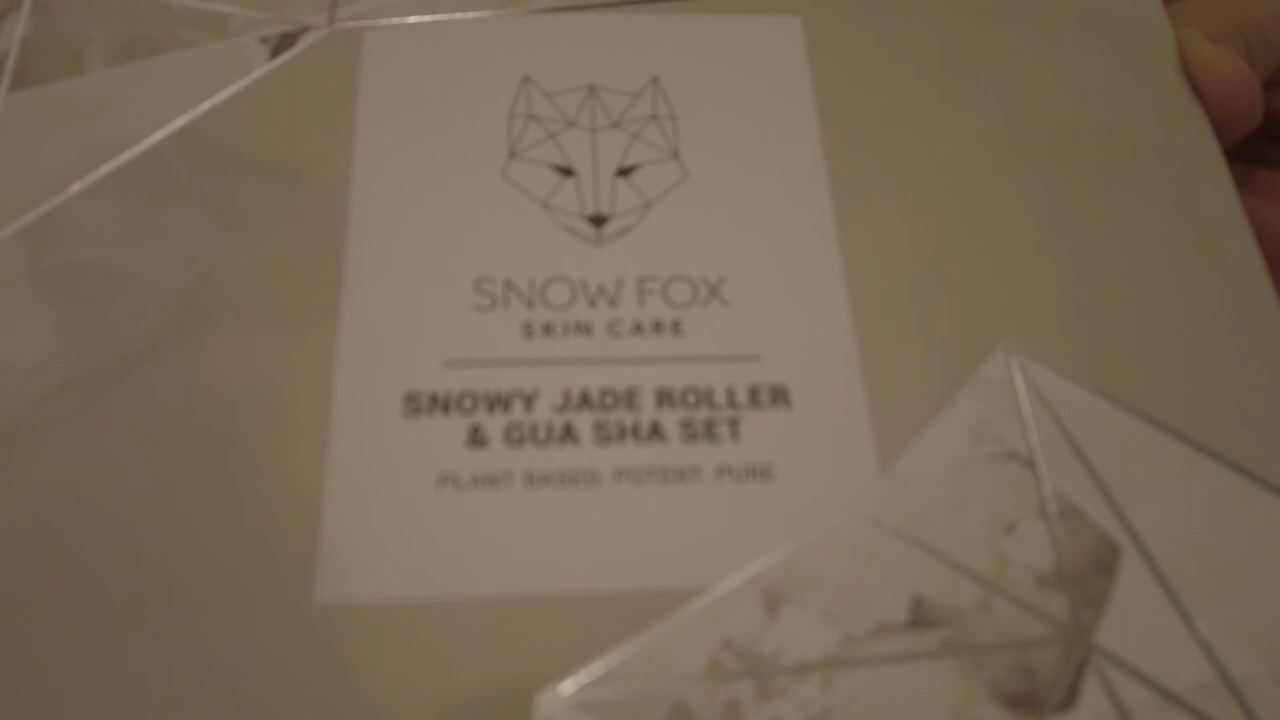 SNOW FOX
SKIN CARE
SNOWY JADE ROLLER
& GUA SHA SET
PLANT BASED. POTENT. PURE